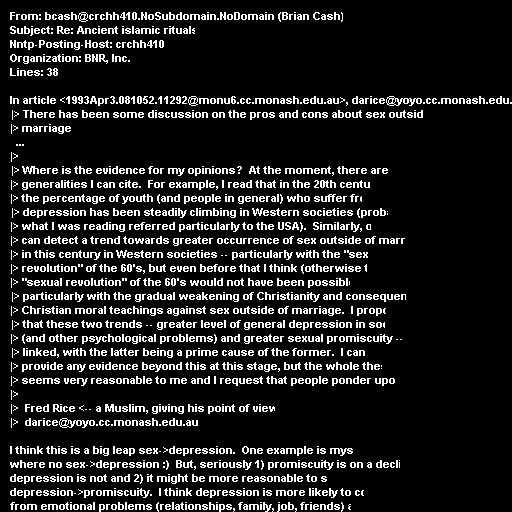 From: bcash@crchh410.NoSubdomain.NoDomain (Brian Cash)
Subject: Re: Ancient islamic rituals
Nntp-Posting-Host: crchh410
Organization: BNR, Inc.
Lines: 38

In article <1993Apr3.081052.11292@monu6.cc.monash.edu.au>, darice@yoyo.cc.monash.edu.
|> There has been some discussion on the pros and cons about sex outsid
|> marriage
...
|>
|> Where is the evidence for my opinions?  At the moment, there are
|> generalities I can cite.  For example, I read that in the 20th centu
|> the percentage of youth (and people in general) who suffer fr
|> depression has been steadily climbing in Western societies (prob
|> what I was reading referred particularly to the USA).  Similarly, o
|> can detect a trend towards greater occurrence of sex outside of marr
|> in this century in Western societies -- particularly with the "sex
|> revolution" of the 60's, but even before that I think (otherwise t
|> "sexual revolution" of the 60's would not have been possibl
|> particularly with the gradual weakening of Christianity and consequen
|> Christian moral teachings against sex outside of marriage.  I propo
|> that these two trends -- greater level of general depression in soc
|> (and other psychological problems) and greater sexual promiscuity --
|> linked, with the latter being a prime cause of the former.  I can
|> provide any evidence beyond this at this stage, but the whole thes
|> seems very reasonable to me and I request that people ponder upo
|>
|>  Fred Rice <-- a Muslim, giving his point of view
|>  darice@yoyo.cc.monash.edu.au

I think this is a big leap sex->depression.  One example is mys
where no sex->depression :)  But, seriously 1) promiscuity is on a decli
depression is not and 2) it might be more reasonable to s
depression->promiscuity.  I think depression is more likely to co
from emotional problems (relationships, family, job, friends) a